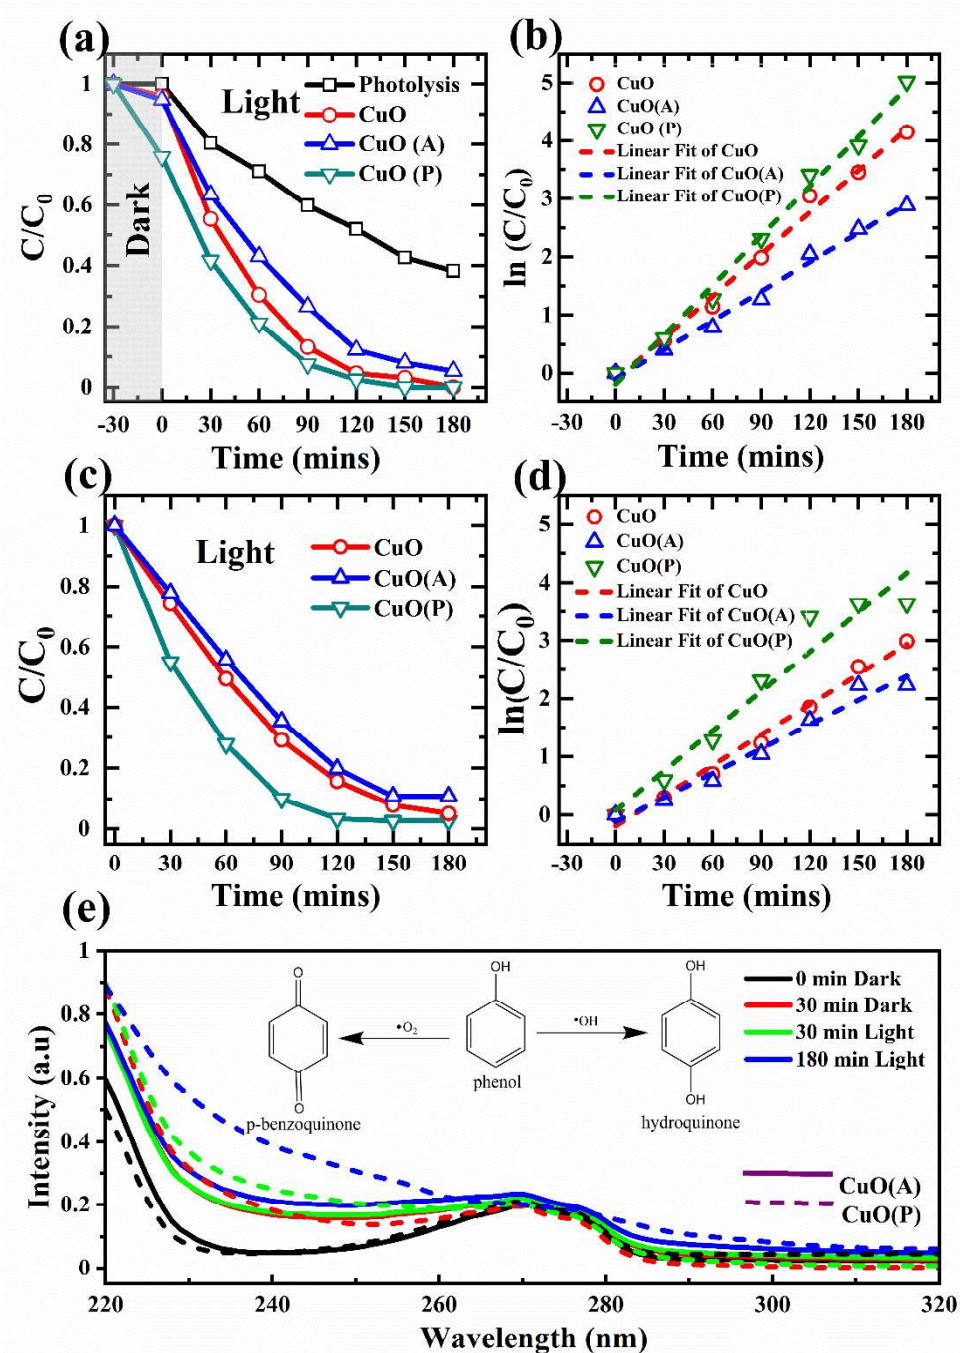 (a)
C/C0
1
0.8
0.6
0.4
0.2
0
Dark
Light
Photolysis
CuO
CuO (A)
CuO (P)
-30 0 30 60 90 120 150 180
Time (mins)
(b)
ln (C/C0)
5
4
3
2
1
0
CuO
CuO(A)
CuO (P)
Linear Fit of CuO
Linear Fit of CuO(A)
Linear Fit of CuO(P)
-30 0 30 60 90 120 150 180
Time (mins)
(c)
C/C0
1
0.8
0.6
0.4
0.2
0
Light
CuO
CuO(A)
CuO(P)
0 30 60 90 120 150 180
Time (mins)
(d)
ln(C/C0)
5
4
3
2
1
0
CuO
CuO(A)
CuO(P)
Linear Fit of CuO
Linear Fit of CuO(A)
Linear Fit of CuO(P)
-30 0 30 60 90 120 150 180
Time (mins)
(e)
Intensity (a.u)
1
0.8
0.6
0.4
0.2
0
O
O
p-benzoquinone
•O2
OH
phenol
•OH
OH
OH
hydroquinone
0 min Dark
30 min Dark
30 min Light
180 min Light
CuO(A)
CuO(P)
220 240 260 280 300 320
Wavelength (nm)